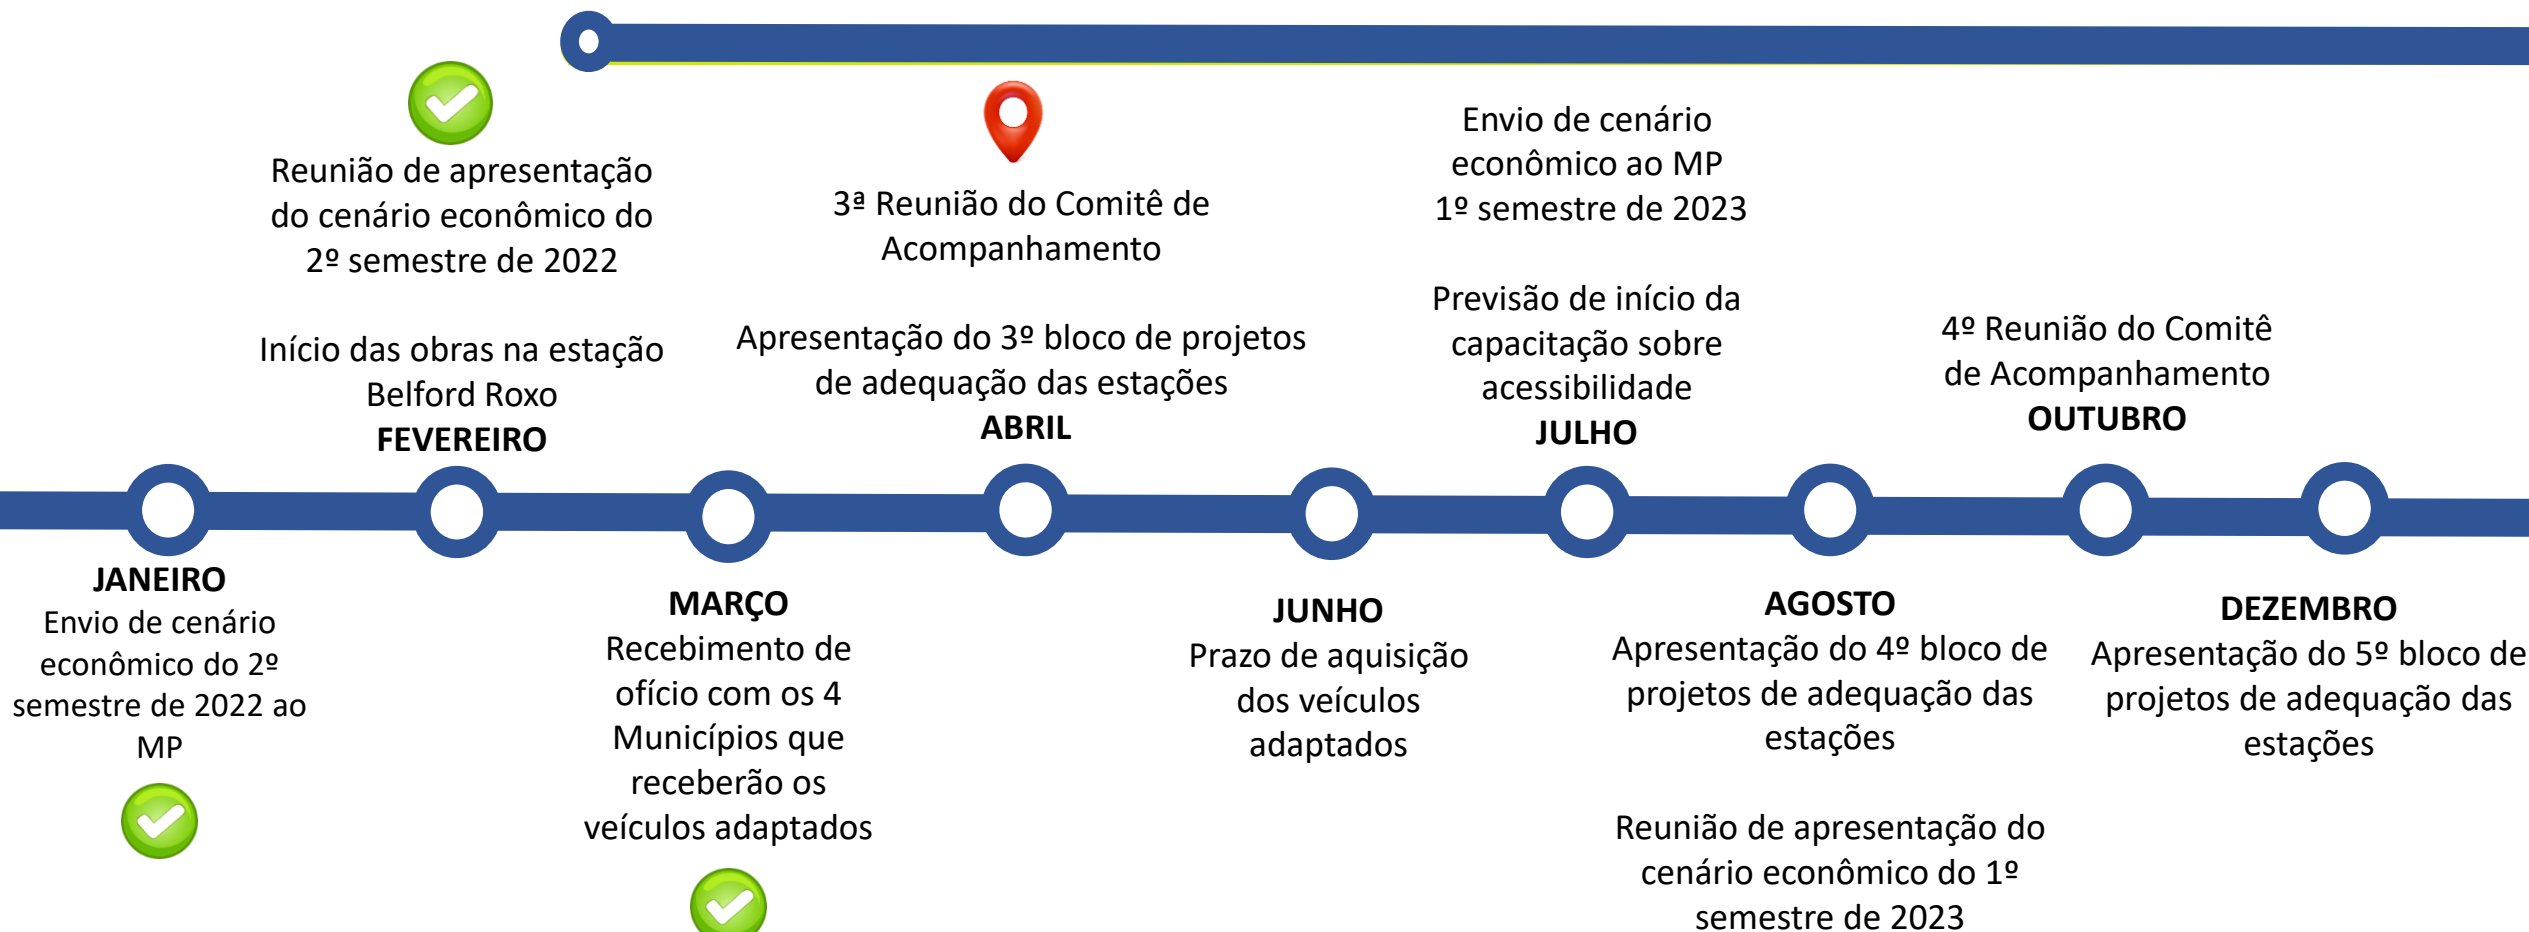 Reunião de apresentação
do cenário econômico do
2º semestre de 2022
Início das obras na estação
Belford Roxo
FEVEREIRO
3ª Reunião do Comitê de
Acompanhamento
Apresentação do 3º bloco de projetos
de adequação das estações
ABRIL
Envio de cenário
econômico ao MP
1º semestre de 2023
Previsão de início da
capacitação sobre
acessibilidade
JULHO
4º Reunião do Comitê
de Acompanhamento
OUTUBRO
JANEIRO
Envio de cenário
econômico do 2º
semestre de 2022 ao
MP
MARÇO
Recebimento de
ofício com os 4
Municípios que
receberão os
veículos adaptados
JUNHO
Prazo de aquisição
dos veículos
adaptados
AGOSTO
Apresentação do 4º bloco de
projetos de adequação das
estações
Reunião de apresentação do
cenário econômico do 1º
semestre de 2023
DEZEMBRO
Apresentação do 5º bloco de
projetos de adequação das
estações